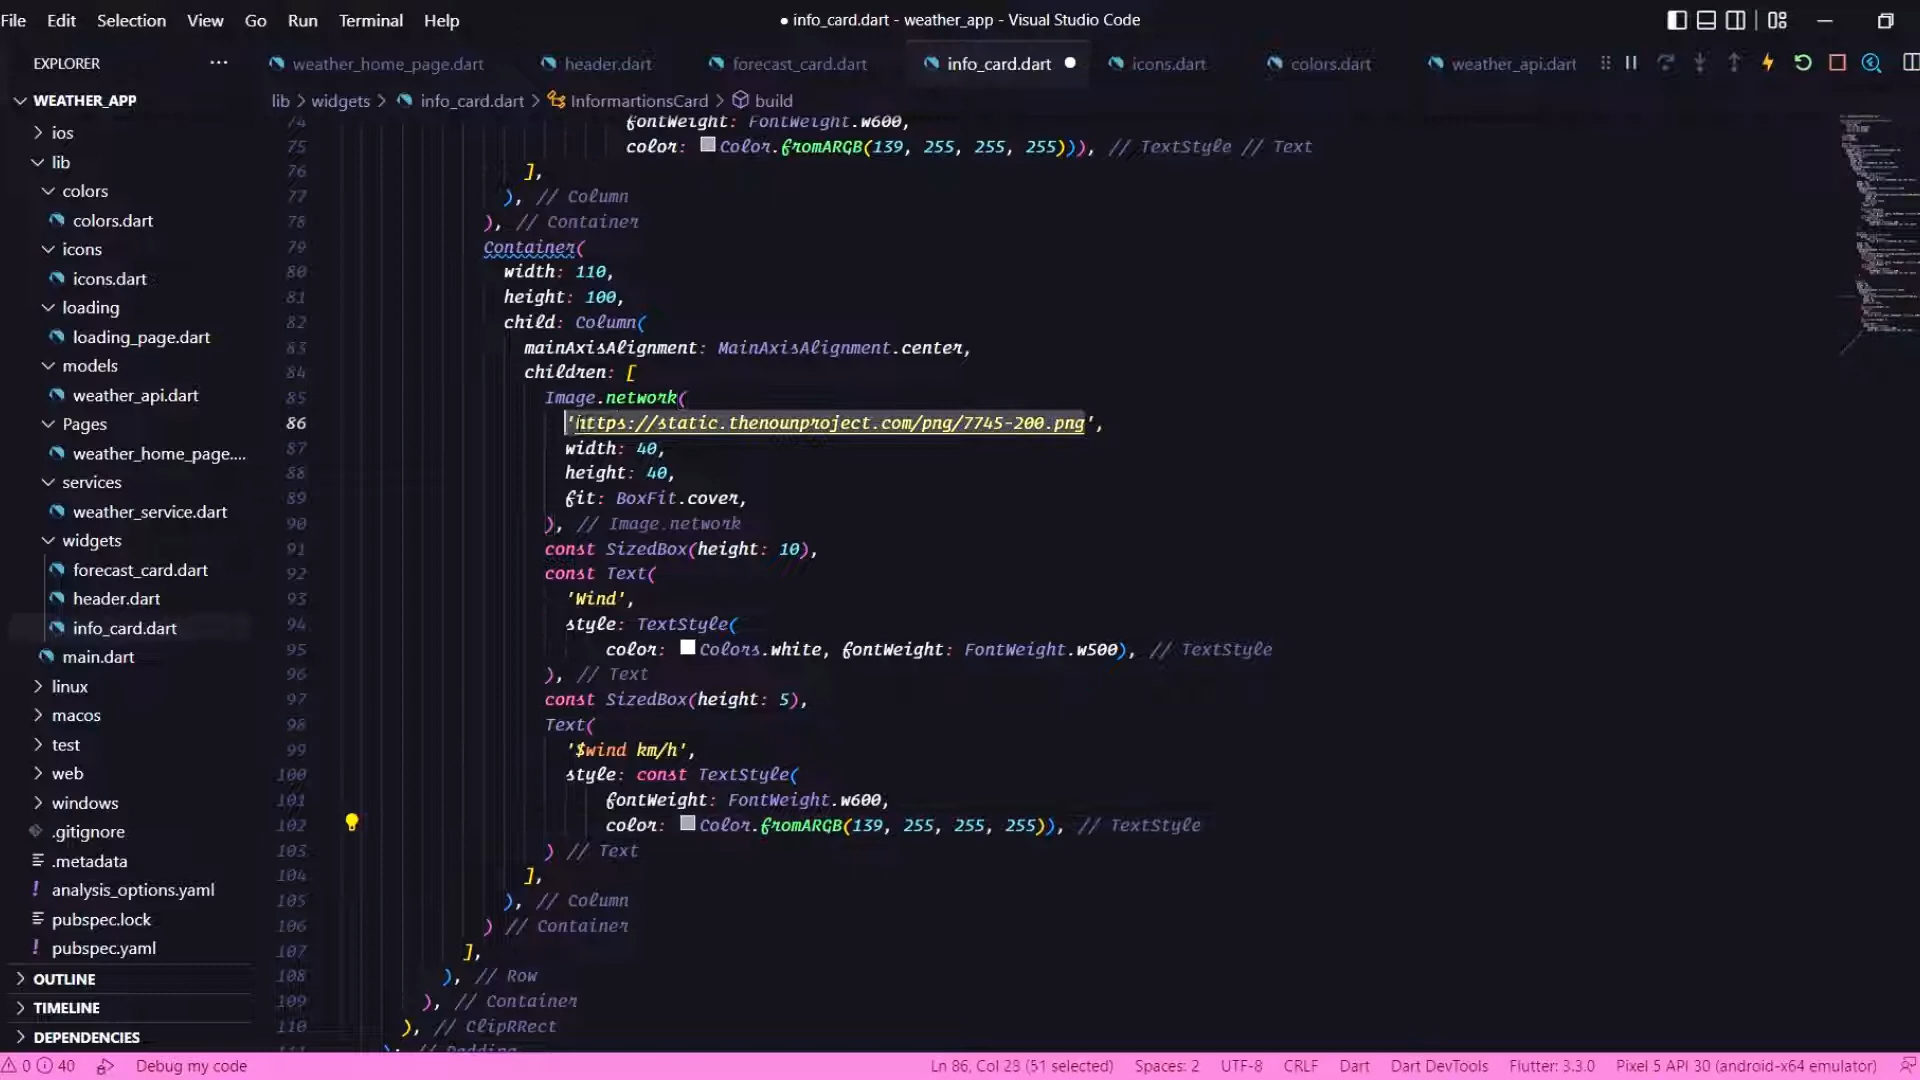 File Edit Selection View Go Run Terminal Help
● info_card.dart - weather_app - Visual Studio Code
EXPLORER ···
weather_home_page.dart header.dart forecast_card.dart info_card.dart icons.dart colors.dart weather_api.dart
WEATHER_APP
lib > widgets > info_card.dart > InformartionsCard > build
ios
lib
colors
colors.dart
icons
icons.dart
loading
loading_page.dart
models
weather_api.dart
Pages
weather_home_page....
services
weather_service.dart
widgets
forecast_card.dart
header.dart
info_card.dart
main.dart
linux
macos
test
web
windows
.gitignore
.metadata
! analysis_options.yaml
pubspec.lock
! pubspec.yaml
OUTLINE
TIMELINE
DEPENDENCIES
74 fontWeight: FontWeight.w600,
75 color: Color.fromARGB(139, 255, 255, 255))), // TextStyle // Text
76 ],
77 ), // Column
78 ), // Container
79 Container(
80 width: 110,
81 height: 100,
82 child: Column(
83 mainAxisAlignment: MainAxisAlignment.center,
84 children: [
85 Image.network(
86 'https://static.thenounproject.com/png/7745-200.png',
87 width: 40,
88 height: 40,
89 fit: BoxFit.cover,
90 ), // Image.network
91 const SizedBox(height: 10),
92 const Text(
93 'Wind',
94 style: TextStyle(
95 color: Colors.white, fontWeight: FontWeight.w500), // TextStyle
96 ), // Text
97 const SizedBox(height: 5),
98 Text(
99 '$wind km/h',
100 style: const TextStyle(
101 fontWeight: FontWeight.w600,
102 color: Color.fromARGB(139, 255, 255, 255)), // TextStyle
103 ) // Text
104 ],
105 ), // Column
106 ) // Container
107 ],
108 ), // Row
109 ), // Container
110 ), // ClipRRect
111 ), // Padding
0 40 Debug my code Ln 86, Col 23 (51 selected) Spaces: 2 UTF-8 CRLF Dart Dart DevTools Flutter: 3.3.0 Pixel 5 API 30 (android-x64 emulator)